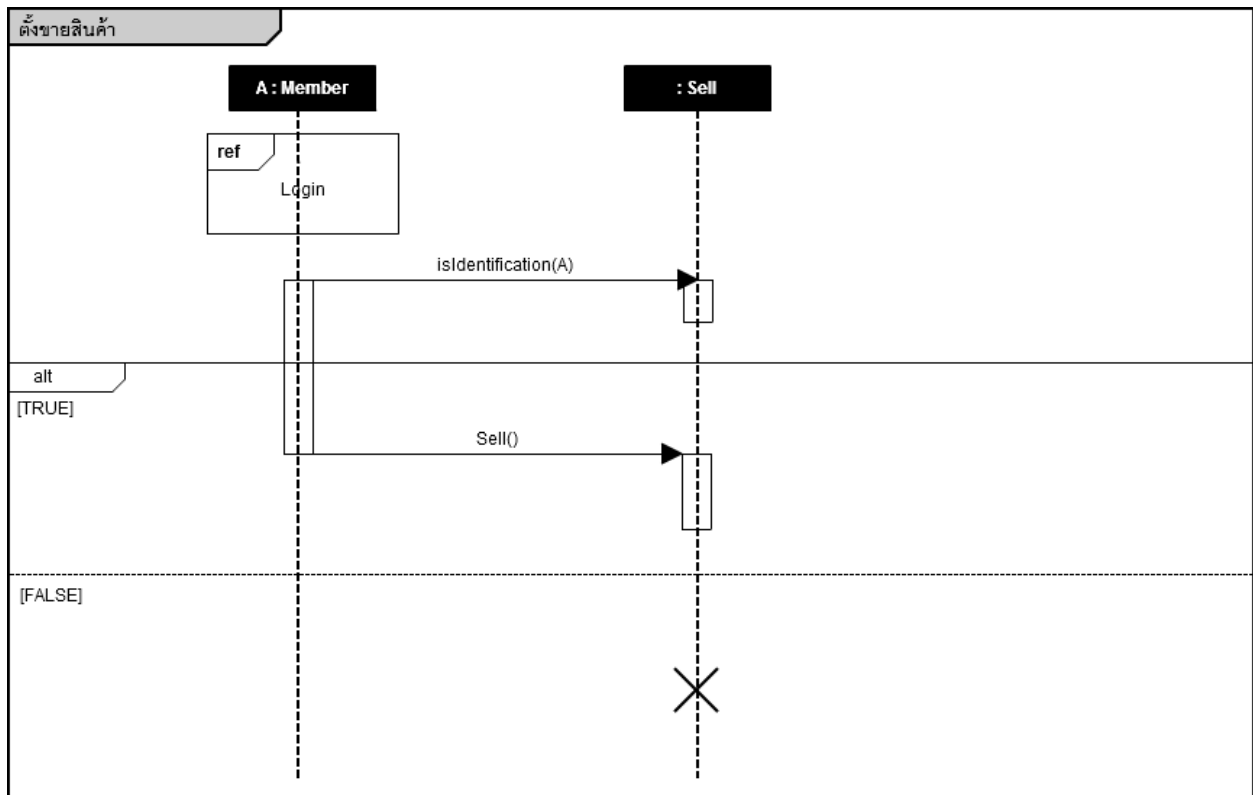 ตั้งขายสินค้า
A : Member
: Sell
ref
Login
isIdentification(A)
alt
[TRUE]
Sell()
[FALSE]